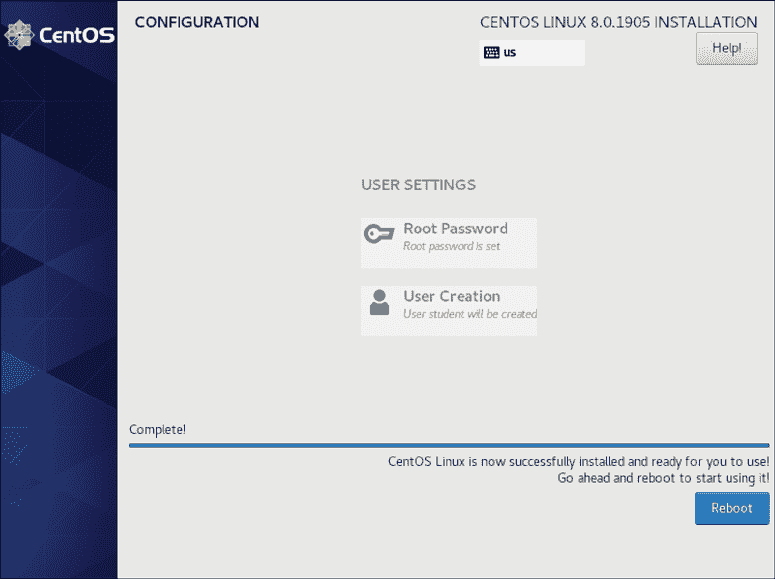 CentOS
CONFIGURATION
CENTOS LINUX 8.0.1905 INSTALLATION
us
Help!
USER SETTINGS
Root Password
Root password is set
User Creation
User student will be created
Complete!
CentOS Linux is now successfully installed and ready for you to use!
Go ahead and reboot to start using it!
Reboot